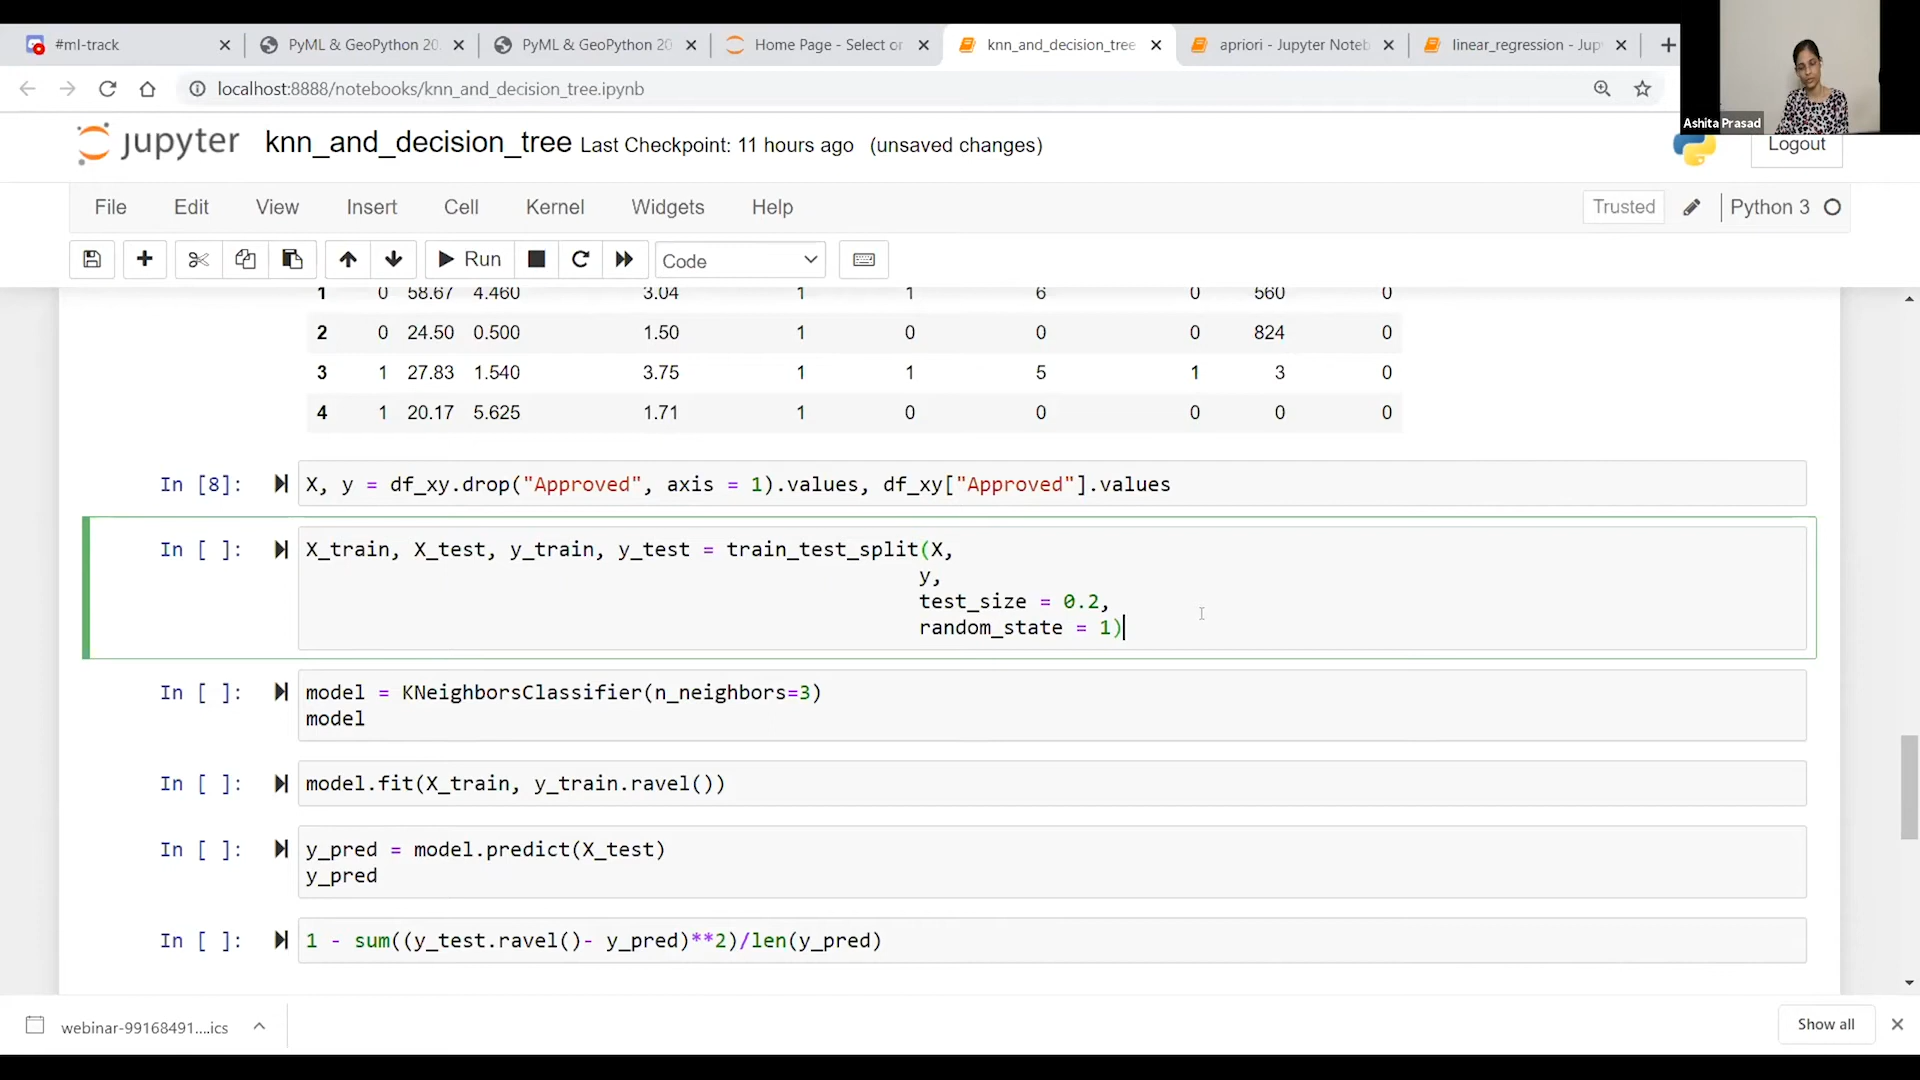 #ml-track
PyML & GeoPython 20
PyML & GeoPython 20
Home Page - Select or
knn_and_decision_tree
apriori - Jupyter Noteb
linear_regression - Jup
localhost:8888/notebooks/knn_and_decision_tree.ipynb
Ashita Prasad
jupyter knn_and_decision_tree Last Checkpoint: 11 hours ago (unsaved changes)
Logout
File Edit View Insert Cell Kernel Widgets Help
Trusted Python 3
Run Code
1 0 58.67 4.460 3.04 1 1 6 0 560 0
2 0 24.50 0.500 1.50 1 0 0 0 824 0
3 1 27.83 1.540 3.75 1 1 5 1 3 0
4 1 20.17 5.625 1.71 1 0 0 0 0 0
In [8]: X, y = df_xy.drop("Approved", axis = 1).values, df_xy["Approved"].values
In [ ]: X_train, X_test, y_train, y_test = train_test_split(X,
y,
test_size = 0.2,
random_state = 1)
In [ ]: model = KNeighborsClassifier(n_neighbors=3)
model
In [ ]: model.fit(X_train, y_train.ravel())
In [ ]: y_pred = model.predict(X_test)
y_pred
In [ ]: 1 - sum((y_test.ravel()- y_pred)**2)/len(y_pred)
webinar-99168491....ics
Show all